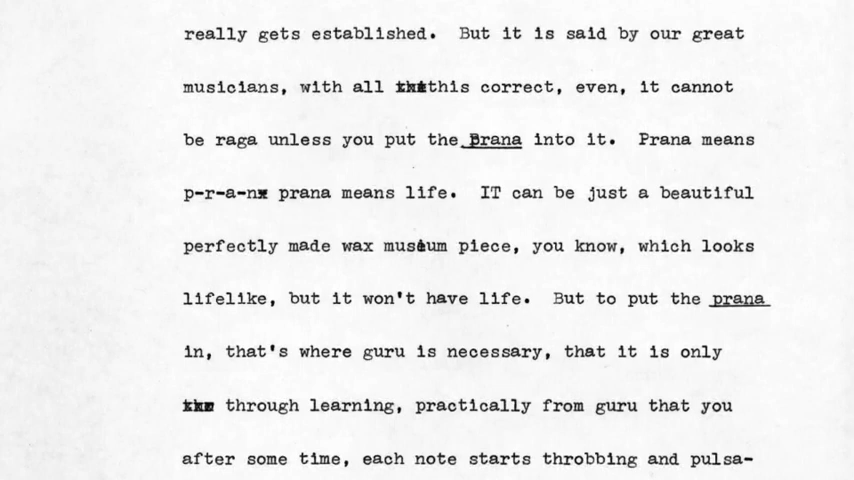 really gets established. But it is said by our great
musicians, with all this correct, even, it cannot
be raga unless you put the Prana into it. Prana means
p-r-a-n prana means life. IT can be just a beautiful
perfectly made wax museum piece, you know, which looks
lifelike, but it won't have life. But to put the prana
in, that's where guru is necessary, that it is only
through learning, practically from guru that you
after some time, each note starts throbbing and pulsa-